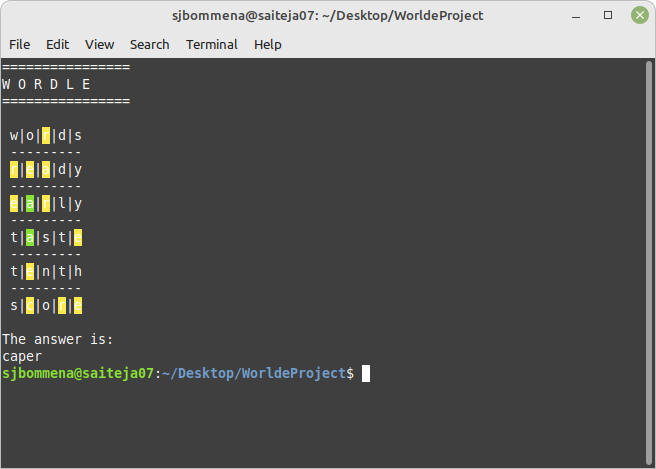 sjbommena@saiteja07: ~/Desktop/WorldeProject
File Edit View Search Terminal Help
================
W O R D L E
================
w|o|r|d|s
---------
r|e|a|d|y
---------
e|a|r|l|y
---------
t|a|s|t|e
---------
t|e|n|t|h
---------
s|c|o|r|e
The answer is:
caper
sjbommena@saiteja07:~/Desktop/WorldeProject$